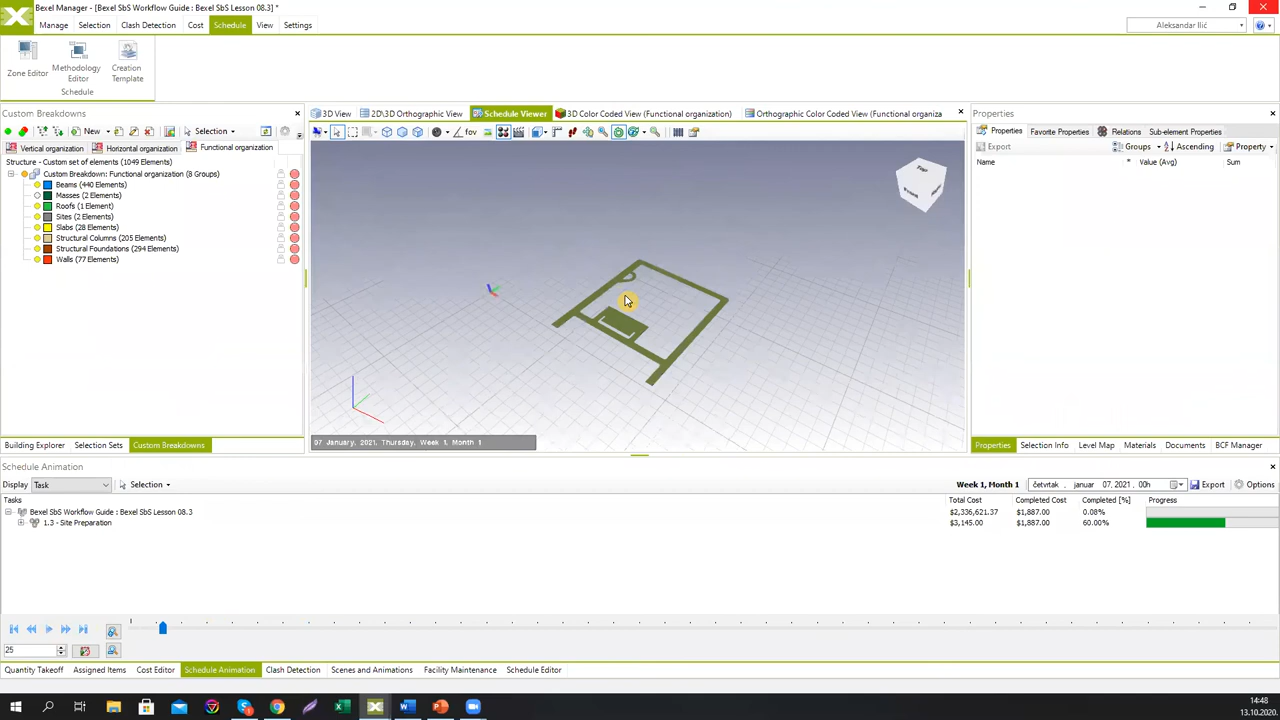 Bexel Manager - [Bexel SbS Workflow Guide : Bexel SbS Lesson 08.3] *
Manage Selection Clash Detection Cost Schedule View Settings
Aleksandar Ilić
Zone Editor
Methodology Editor
Creation Template
Schedule
Custom Breakdowns
3D View 2D\3D Orthographic View Schedule Viewer 3D Color Coded View (Functional organization) Orthographic Color Coded View (Functional organiza
Properties
New Selection
fov
Properties Favorite Properties Relations Sub-element Properties
Vertical organization Horizontal organization Functional organization
Export Groups Ascending Property
Structure - Custom set of elements (1049 Elements)
Name * Value (Avg) Sum
Custom Breakdown: Functional organization (8 Groups)
Beams (440 Elements)
Masses (2 Elements)
Roofs (1 Element)
Sites (2 Elements)
Slabs (28 Elements)
Structural Columns (205 Elements)
Structural Foundations (294 Elements)
Walls (77 Elements)
TOP
07 January, 2021, Thursday, Week 1, Month 1
Building Explorer Selection Sets Custom Breakdowns
Properties Selection Info Level Map Materials Documents BCF Manager
Schedule Animation
Display Task Selection
Week 1, Month 1 četvrtak . januar 07, 2021 . 00h Export Options
Tasks Total Cost Completed Cost Completed [%] Progress
Bexel SbS Workflow Guide : Bexel SbS Lesson 08.3 $2,336,621.37 $1,887.00 0.08%
1.3 - Site Preparation $3,145.00 $1,887.00 60.00%
25
Quantity Takeoff Assigned Items Cost Editor Schedule Animation Clash Detection Scenes and Animations Facility Maintenance Schedule Editor
14:48
13.10.2020.